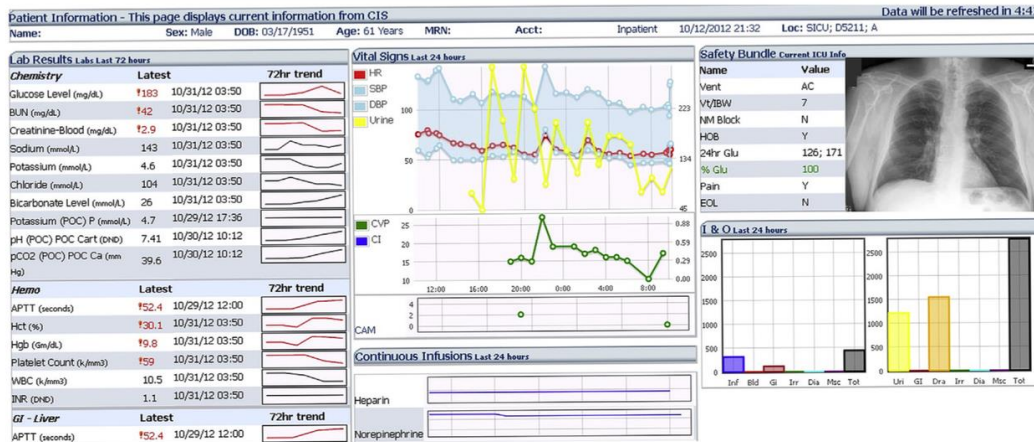 Patient Information - This page displays current information from CIS
Data will be refreshed in 4:4
Name: Sex: Male DOB: 03/17/1951 Age: 61 Years MRN: Acct: Inpatient 10/12/2012 21:32 Loc: SICU; D5211; A
Lab Results Labs Last 72 hours
Chemistry Latest 72hr trend
Glucose Level (mg/dL) !183 10/31/12 03:50
BUN (mg/dL) !42 10/31/12 03:50
Creatinine-Blood (mg/dL) !2.9 10/31/12 03:50
Sodium (mmol/L) 143 10/31/12 03:50
Potassium (mmol/L) 4.6 10/31/12 03:50
Chloride (mmol/L) 104 10/31/12 03:50
Bicarbonate Level (mmol/L) 26 10/31/12 03:50
Potassium (POC) P (mmol/L) 4.7 10/29/12 17:36
pH (POC) POC Cart (DND) 7.41 10/30/12 10:12
pCO2 (POC) POC Ca (mm Hg) 39.6 10/30/12 10:12
Hemo Latest 72hr trend
APTT (seconds) !52.4 10/29/12 12:00
Hct (%) !30.1 10/31/12 03:50
Hgb (Gm/dL) !9.8 10/31/12 03:50
Platelet Count (k/mm3) !59 10/31/12 03:50
WBC (k/mm3) 10.5 10/31/12 03:50
INR (DND) 1.1 10/31/12 03:50
GI - Liver Latest 72hr trend
APTT (seconds) !52.4 10/29/12 12:00
Vital Signs Last 24 hours
HR
SBP
DBP
Urine
100
50
223
134
45
CVP
CI
25
20
15
10
0.88
0.59
0.29
0.00
12:00 16:00 20:00 0:00 4:00 8:00
4
2
0
CAM
Continuous Infusions Last 24 hours
Heparin
Norepinephrine
Safety Bundle Current ICU Info
Name Value
Vent AC
Vt/IBW 7
NM Block N
HOB Y
24hr Glu 126; 171
% Glu 100
Pain Y
EOL N
I & O Last 24 hours
2500
2000
1500
1000
500
0
Inf Bld Gi Irr Dia Msc Tot
2500
2000
1500
1000
500
0
Uri GI Dra Irr Dia Msc Tot